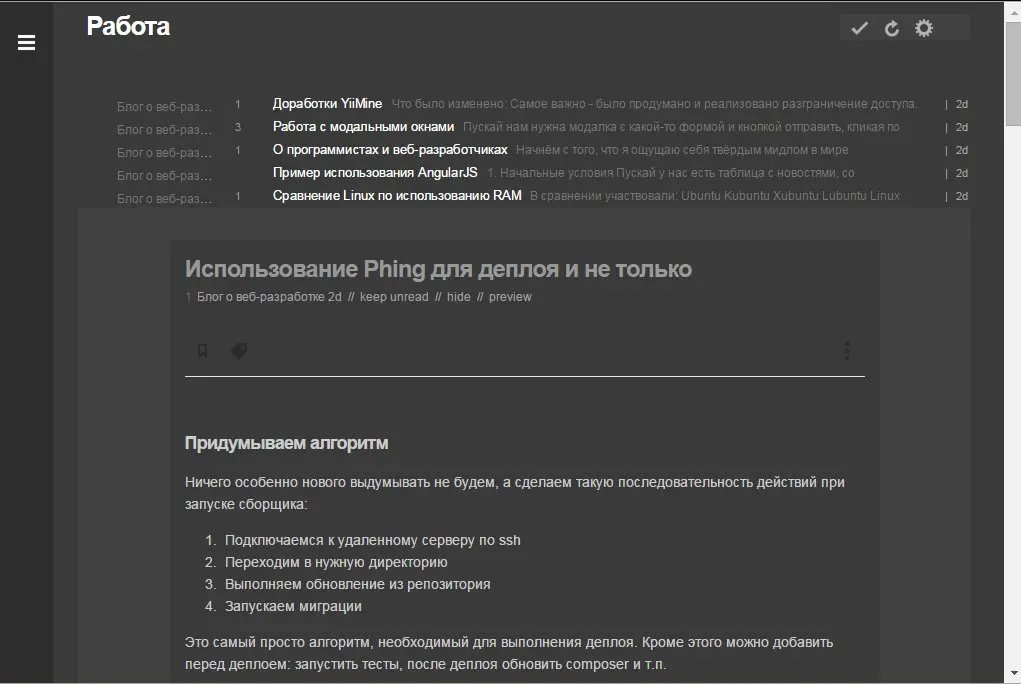 Работа
Блог о веб-раз... 1 Доработки YiiMine Что было изменено: Самое важно - было продумано и реализовано разграничение доступа. | 2d
Блог о веб-раз... 3 Работа с модальными окнами Пускай нам нужна модалка с какой-то формой и кнопкой отправить, кликая по | 2d
Блог о веб-раз... 1 О программистах и веб-разработчиках Начнём с того, что я ощущаю себя твёрдым мидлом в мире | 2d
Блог о веб-раз... Пример использования AngularJS 1. Начальные условия Пускай у нас есть таблица с новостями, со | 2d
Блог о веб-раз... 1 Сравнение Linux по использованию RAM В сравнении участвовали: Ubuntu Kubuntu Xubuntu Lubuntu Linux | 2d
Использование Phing для деплоя и не только
1 Блог о веб-разработке 2d // keep unread // hide // preview
Придумываем алгоритм
Ничего особенно нового выдумывать не будем, а сделаем такую последовательность действий при
запуске сборщика:
1. Подключаемся к удаленному серверу по ssh
2. Переходим в нужную директорию
3. Выполняем обновление из репозитория
4. Запускаем миграции
Это самый просто алгоритм, необходимый для выполнения деплоя. Кроме этого можно добавить
перед деплоем: запустить тесты, после деплоя обновить composer и т.п.